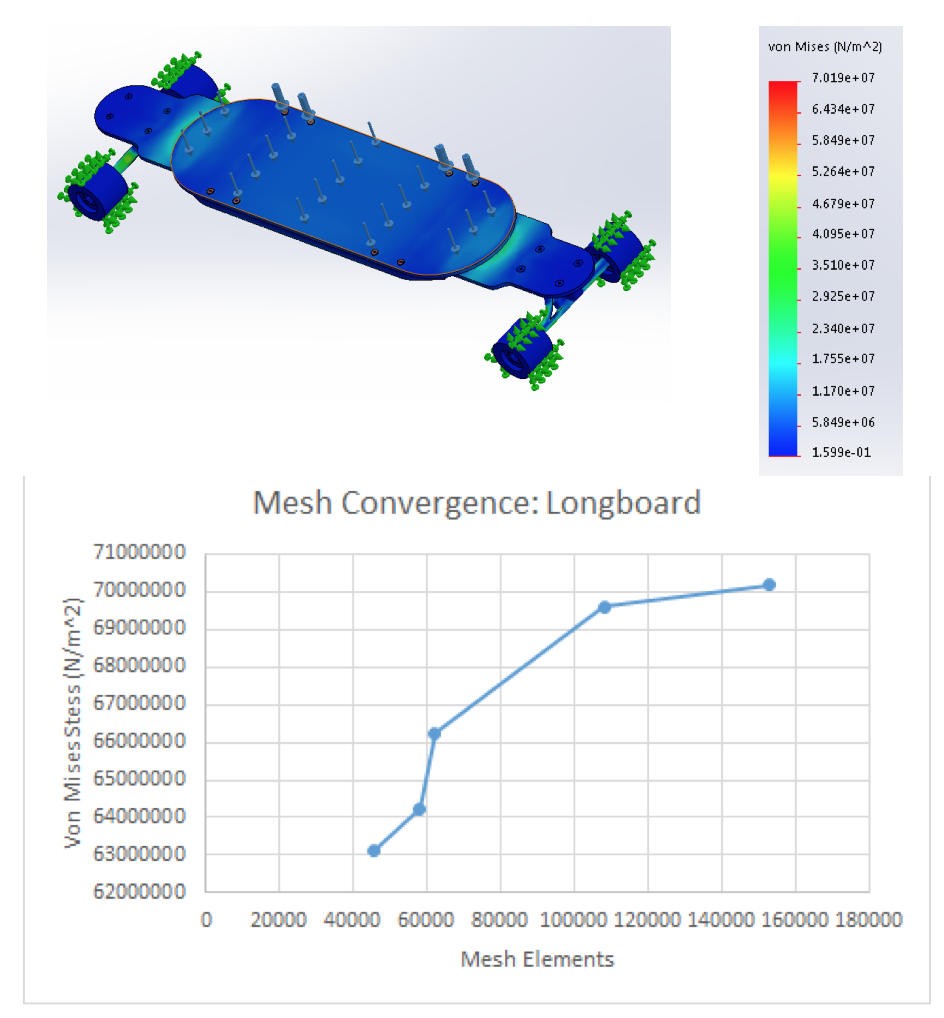 von Mises (N/m^2)
7.019e+07
6.434e+07
5.849e+07
5.264e+07
4.679e+07
4.095e+07
3.510e+07
2.925e+07
2.340e+07
1.755e+07
1.170e+07
5.849e+06
1.599e-01
Mesh Convergence: Longboard
Von Mises Stess (N/m^2)
71000000
70000000
69000000
68000000
67000000
66000000
65000000
64000000
63000000
62000000
0 20000 40000 60000 80000 100000 120000 140000 160000 180000
Mesh Elements